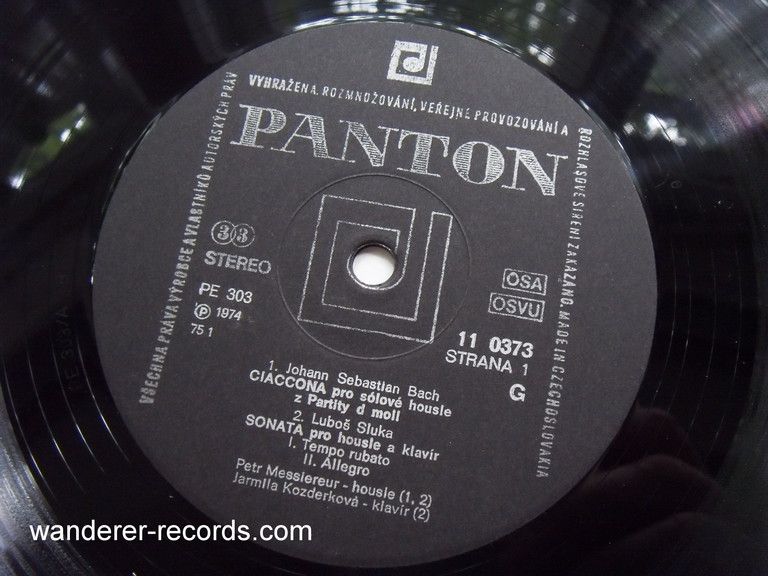 VŠECHNA PRÁVA VÝROBCE A VLASTNÍKŮ AUTORSKÝCH PRÁV
VYHRAŽENA. ROZMNOŽOVÁNÍ, VEŘEJNÉ PROVOZOVÁNÍ A
ROZHLASOVÉ ŠÍŘENÍ ZAKÁZÁNO. MADE IN CZECHOSLOVAKIA
PANTON
33
STEREO
PE 303
Ⓟ 1974
75 1
OSA
OSVU
11 0373
STRANA 1
G
1. Johann Sebastian Bach
CIACCONA pro sólové housle
z Partity d moll
2. Luboš Sluka
SONATA pro housle a klavír
I. Tempo rubato
II. Allegro
Petr Messiereur - housle (1, 2)
Jarmila Kozderková - klavír (2)
wanderer-records.com